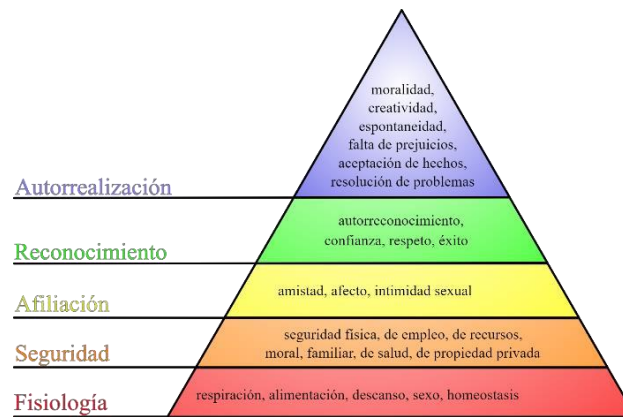 moralidad,
creatividad,
espontaneidad,
falta de prejuicios,
aceptación de hechos,
resolución de problemas
Autorrealización
autorreconocimiento,
confianza, respeto, éxito
Reconocimiento
amistad, afecto, intimidad sexual
Afiliación
seguridad física, de empleo, de recursos,
moral, familiar, de salud, de propiedad privada
Seguridad
respiración, alimentación, descanso, sexo, homeostasis
Fisiología